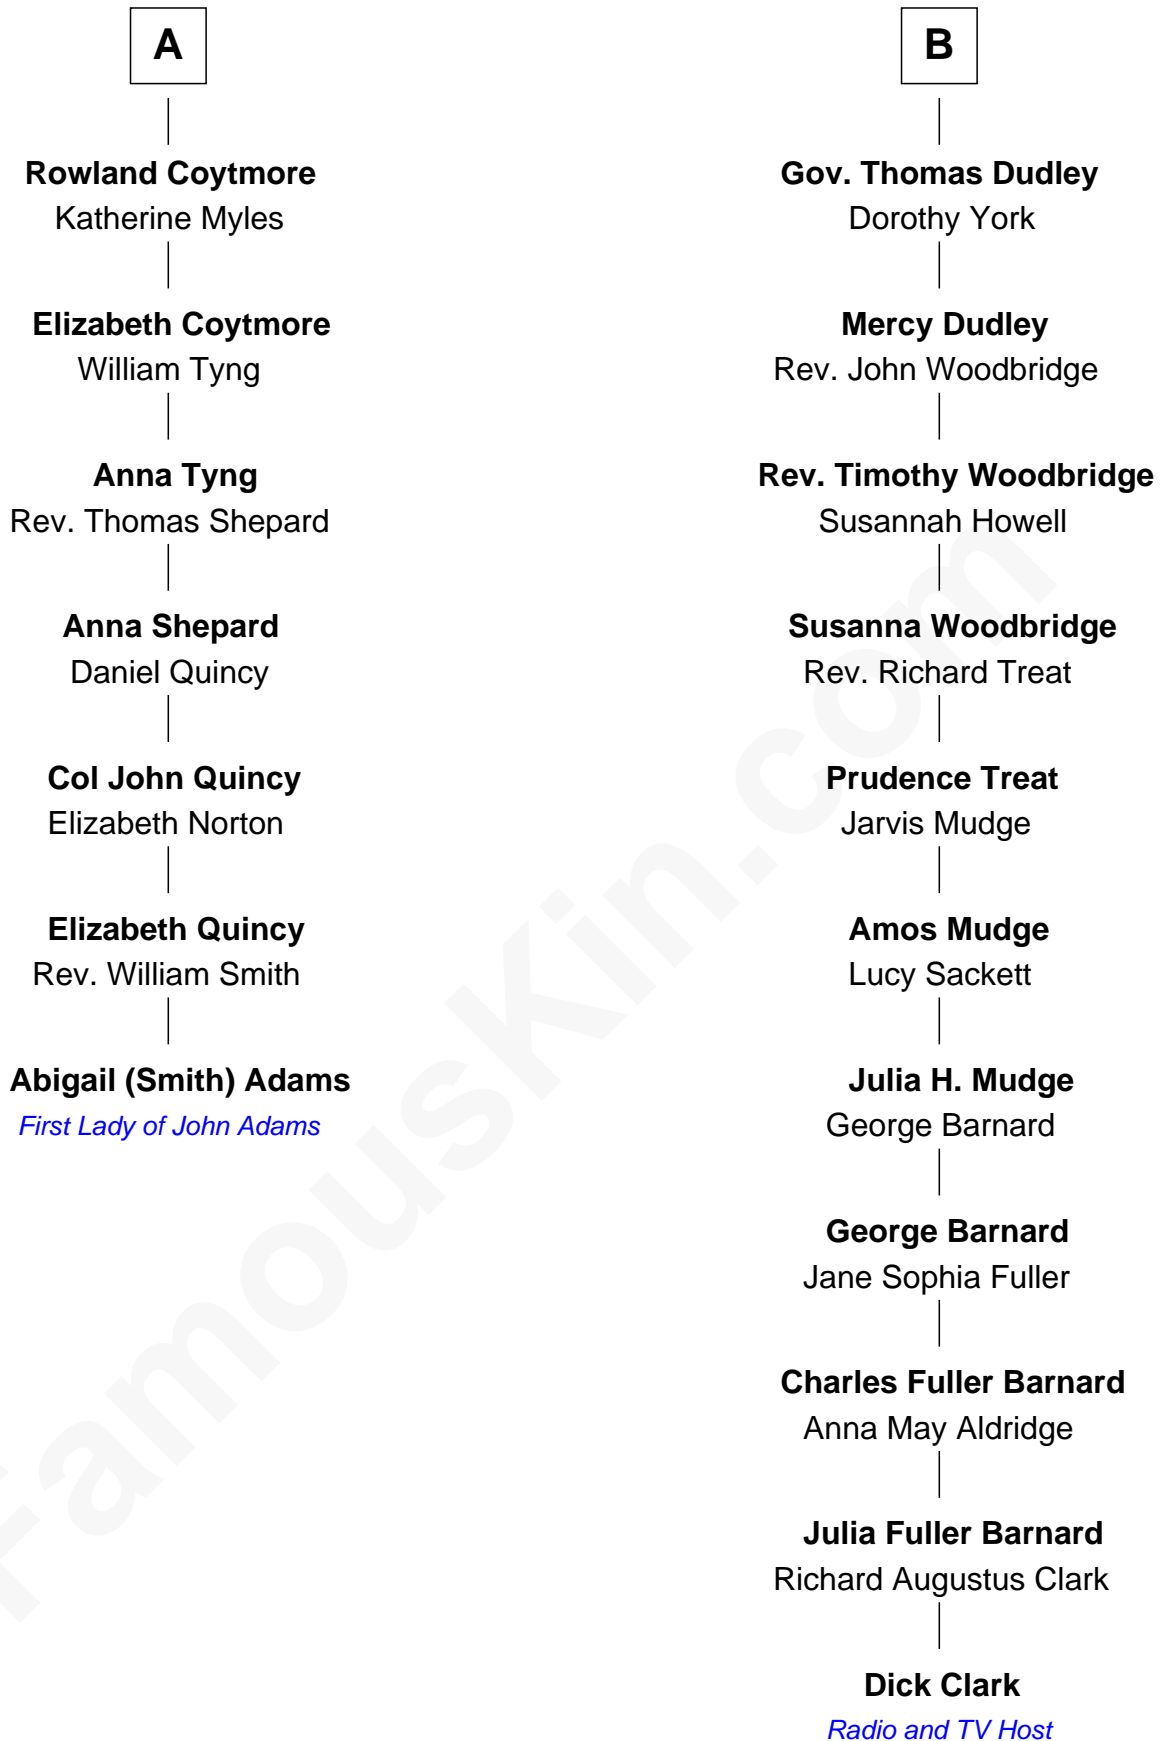 A
Rowland Coytmore
Katherine Myles
Elizabeth Coytmore
William Tyng
Anna Tyng
Rev. Thomas Shepard
Anna Shepard
Daniel Quincy
Col John Quincy
Elizabeth Norton
Elizabeth Quincy
Rev. William Smith
Abigail (Smith) Adams
First Lady of John Adams
B
Gov. Thomas Dudley
Dorothy York
Mercy Dudley
Rev. John Woodbridge
Rev. Timothy Woodbridge
Susannah Howell
Susanna Woodbridge
Rev. Richard Treat
Prudence Treat
Jarvis Mudge
Amos Mudge
Lucy Sackett
Julia H. Mudge
George Barnard
George Barnard
Jane Sophia Fuller
Charles Fuller Barnard
Anna May Aldridge
Julia Fuller Barnard
Richard Augustus Clark
Dick Clark
Radio and TV Host
FamousKin.com